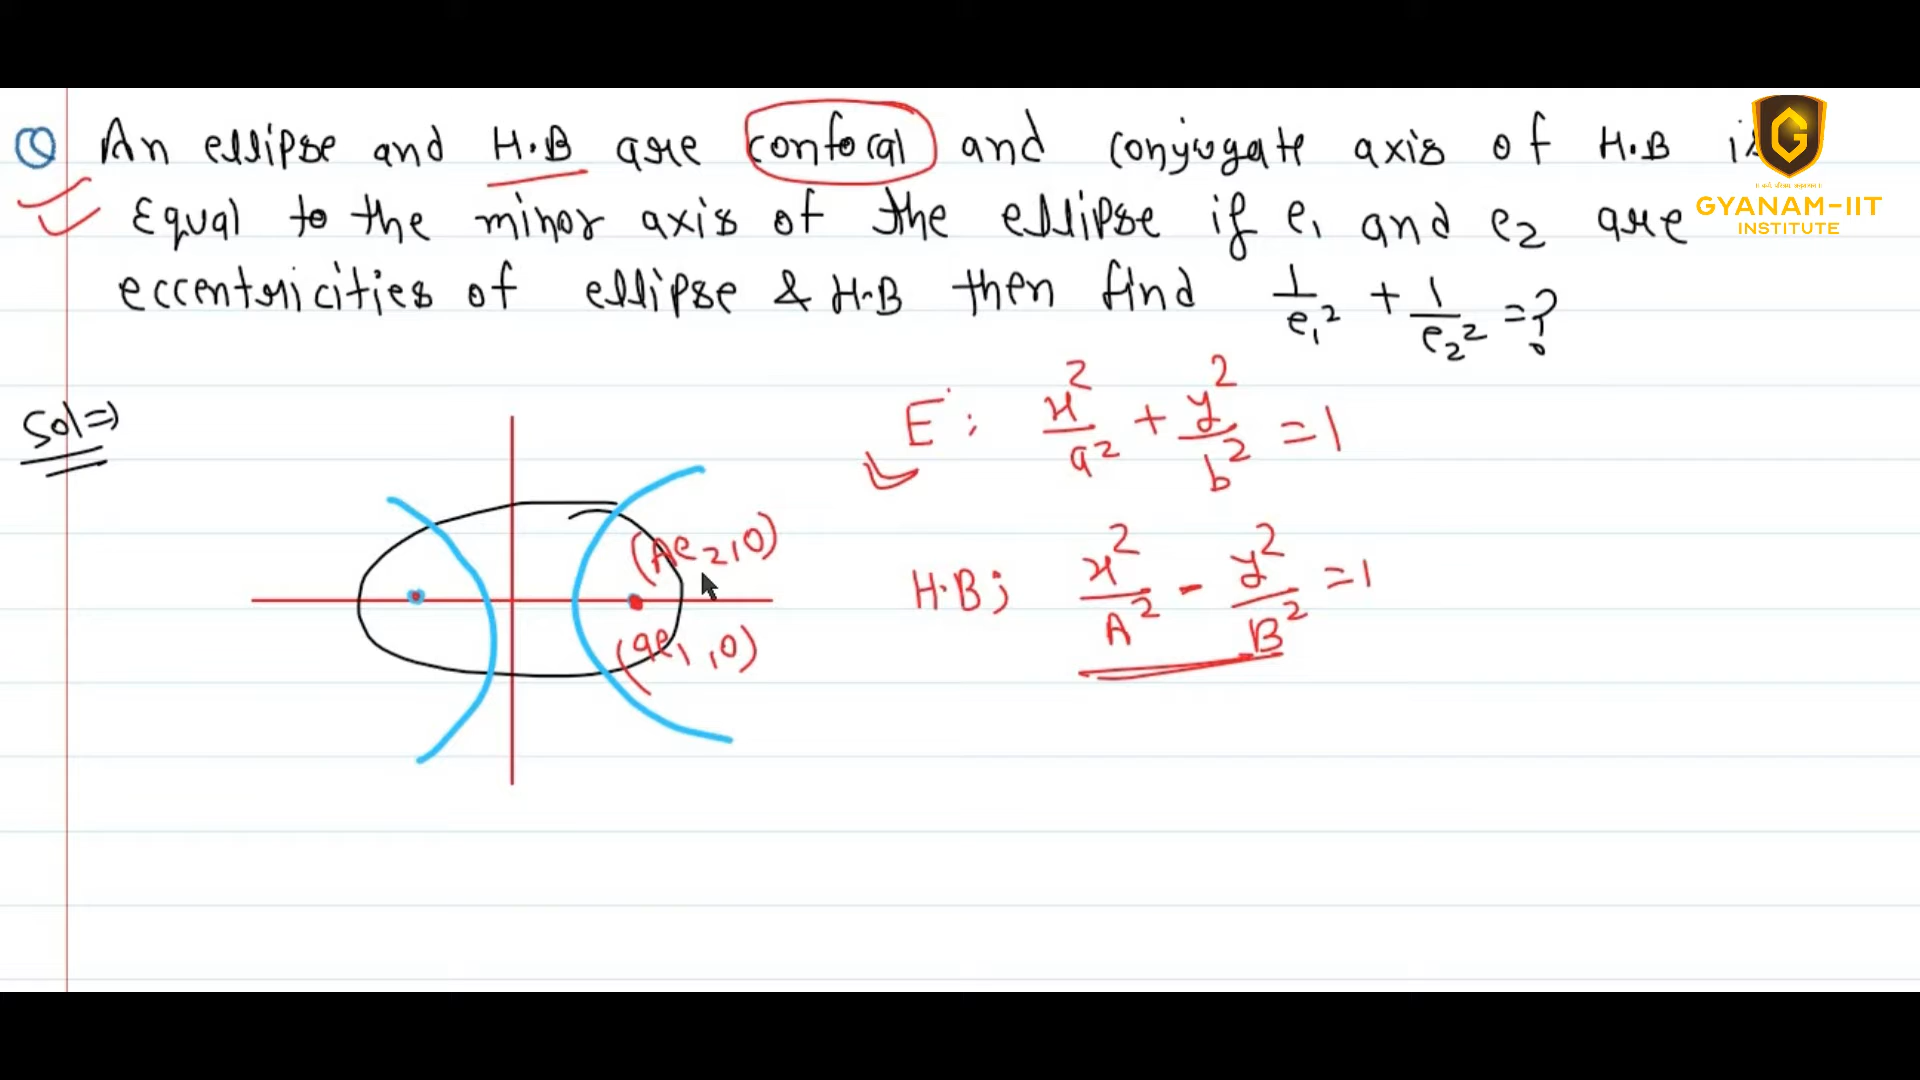 Q An ellipse and H.B are confocal and conjugate axis of H.B is
Equal to the minor axis of the ellipse if e₁ and e₂ are
eccentricities of ellipse & H.B then find 1/e₁² + 1/e₂² = ?
GYANAM-IIT
INSTITUTE
Sol ⇒
E: x²/a² + y²/b² = 1
(Ae₂, 0)
H.B; x²/A² - y²/B² = 1
(ae₁, 0)